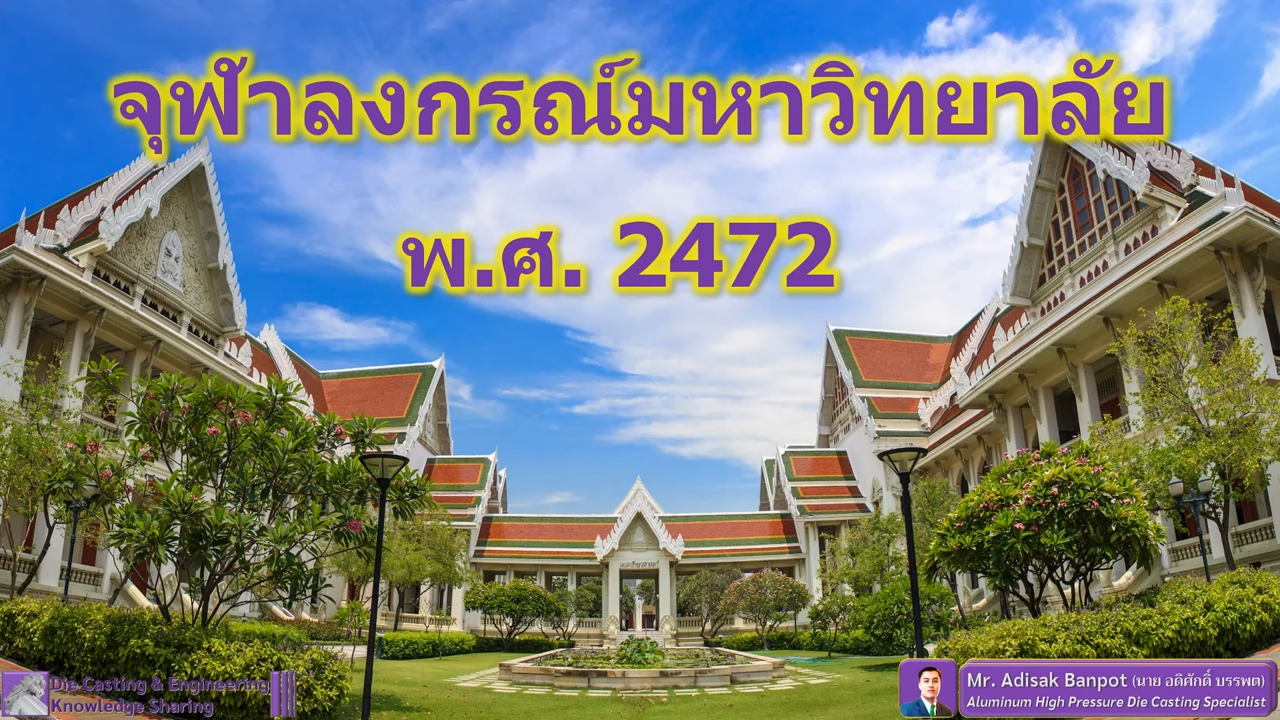 จุฬาลงกรณ์มหาวิทยาลัย
พ.ศ. 2472
Die Casting & Engineering
Knowledge Sharing
Mr. Adisak Banpot (นาย อดิศักดิ์ บรรพต)
Aluminum High Pressure Die Casting Specialist